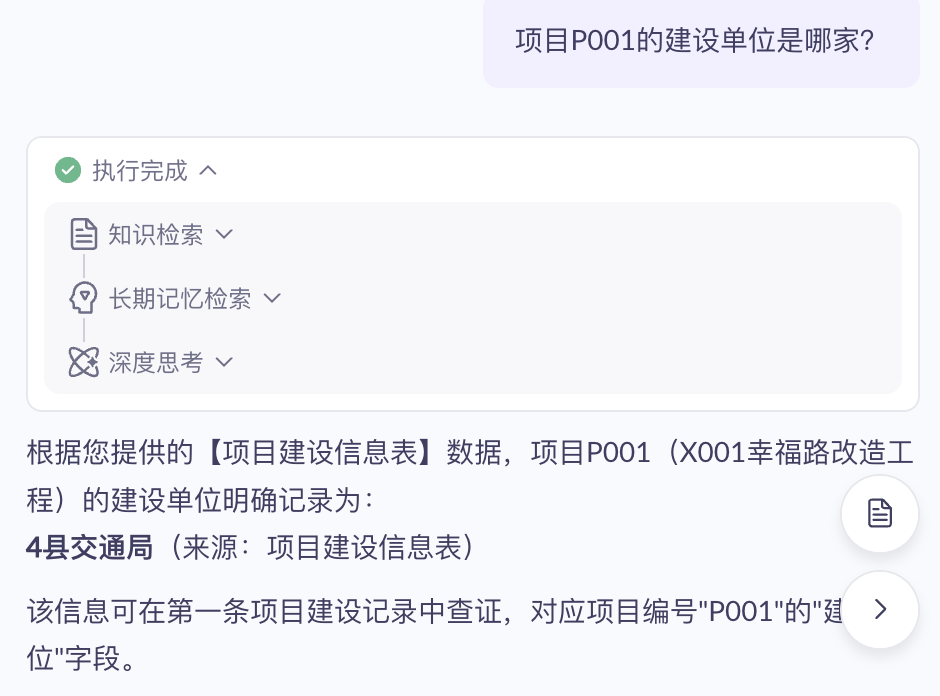 项目P001的建设单位是哪家?
执行完成
知识检索
长期记忆检索
深度思考
根据您提供的【项目建设信息表】数据，项目P001（X001幸福路改造工
程）的建设单位明确记录为：
4县交通局（来源：项目建设信息表）
该信息可在第一条项目建设记录中查证，对应项目编号"P001"的"建
位"字段。